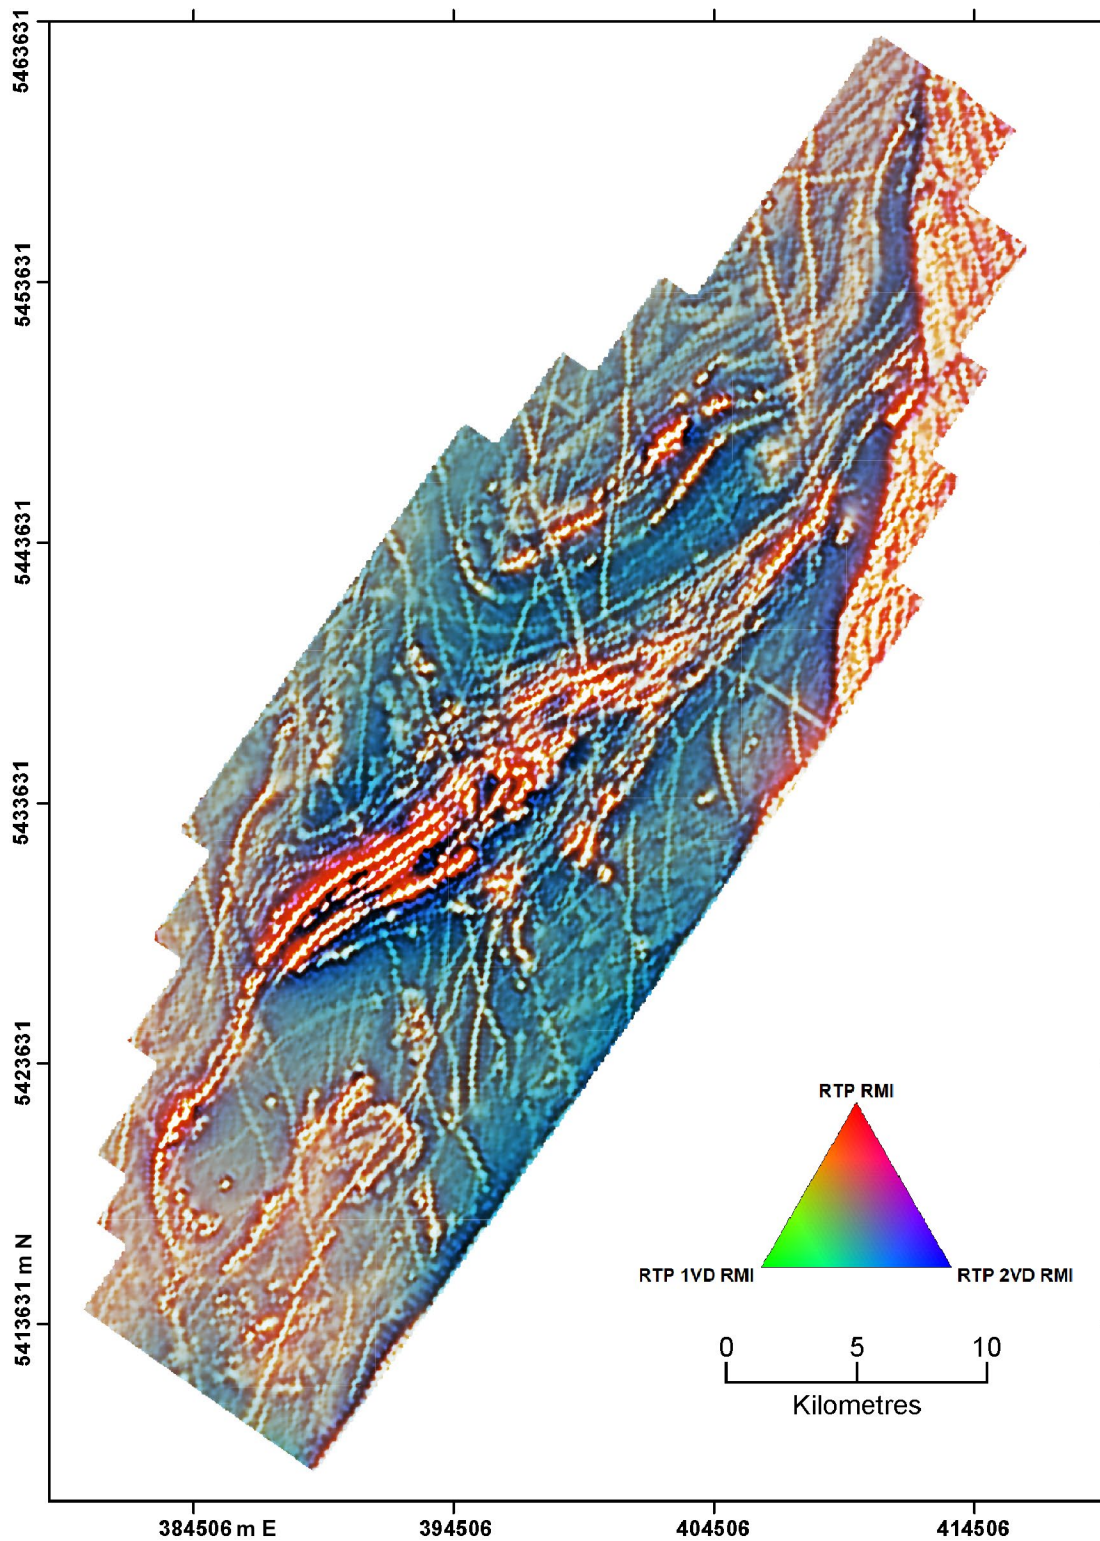 5463631
5453631
5443631
5433631
5423631
5413631 m N
RTP RMI
RTP 1VD RMI
RTP 2VD RMI
0 5 10
Kilometres
384506 m E
394506
404506
414506